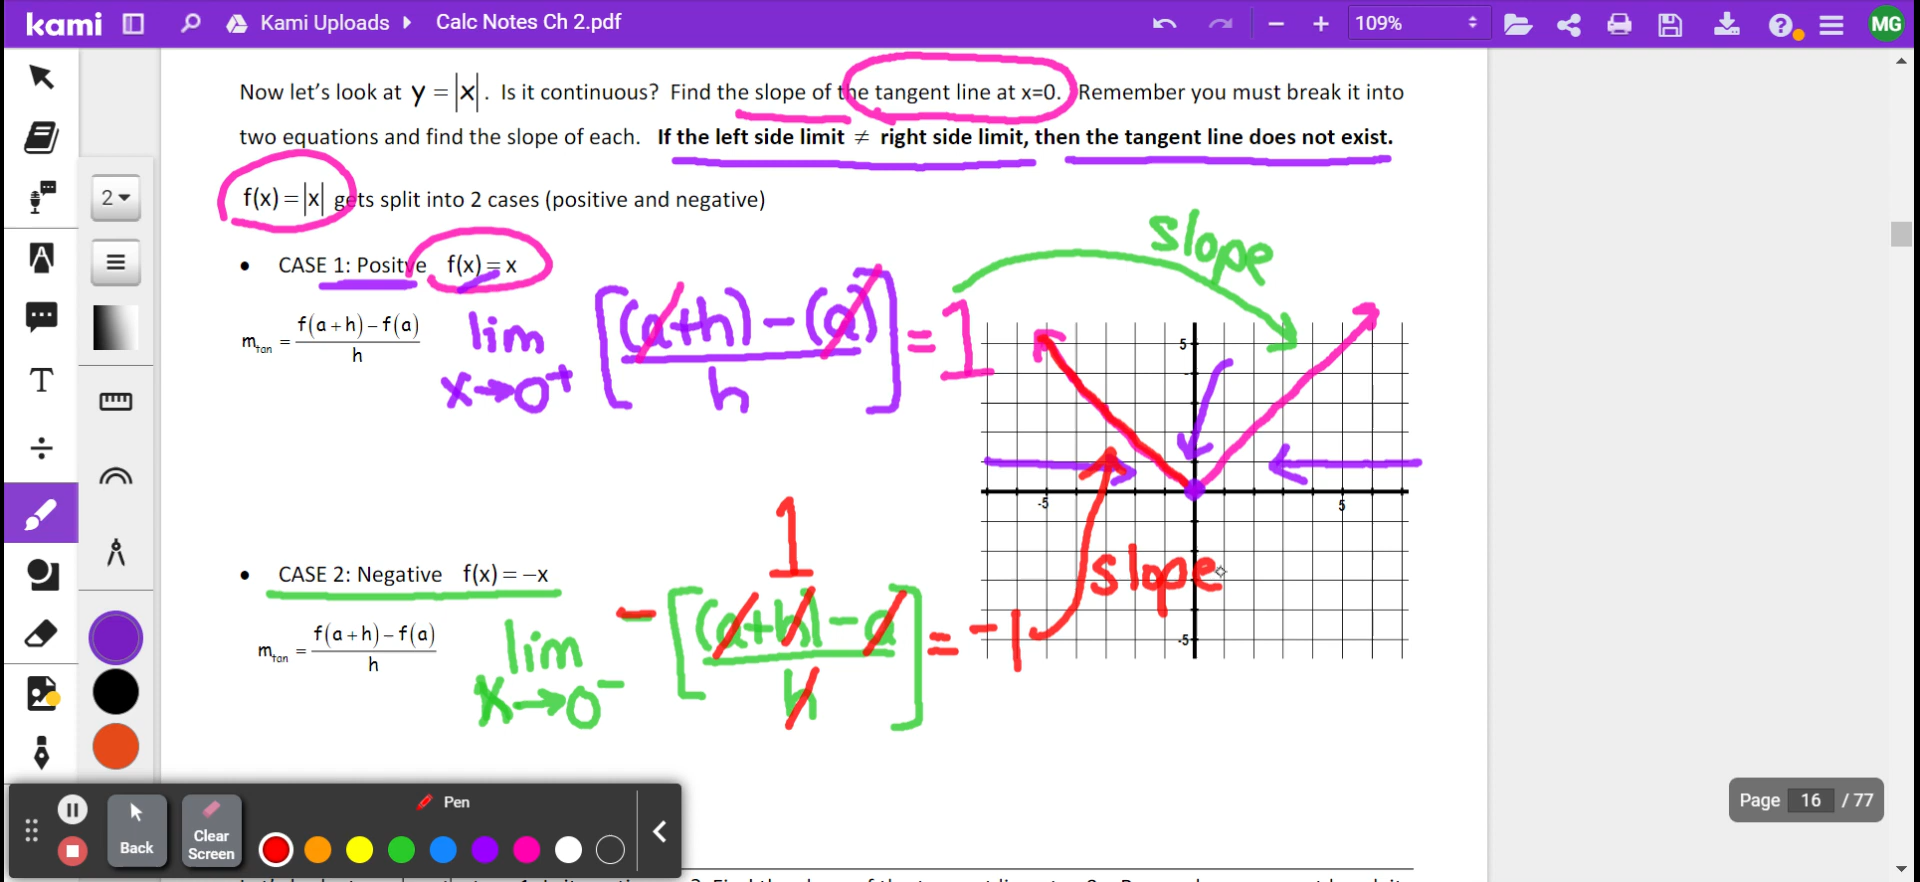 kami Kami Uploads Calc Notes Ch 2.pdf 109% MG
Now let's look at y = |x| . Is it continuous? Find the slope of the tangent line at x=0. Remember you must break it into
two equations and find the slope of each. If the left side limit ≠ right side limit, then the tangent line does not exist.
2
f(x) = |x| gets split into 2 cases (positive and negative)
slope
• CASE 1: Positve f(x) = x
m_tan = f(a + h) – f(a) / h
lim x→0⁺ [(a+h) – (a) / h] = 1
5
-5 5
T
1
• CASE 2: Negative f(x) = –x
slope
m_tan = f(a + h) – f(a) / h
lim x→0⁻ –[(a+h) – a / h] = –1
-5
Pen
Back
Clear
Screen
Page 16 / 77